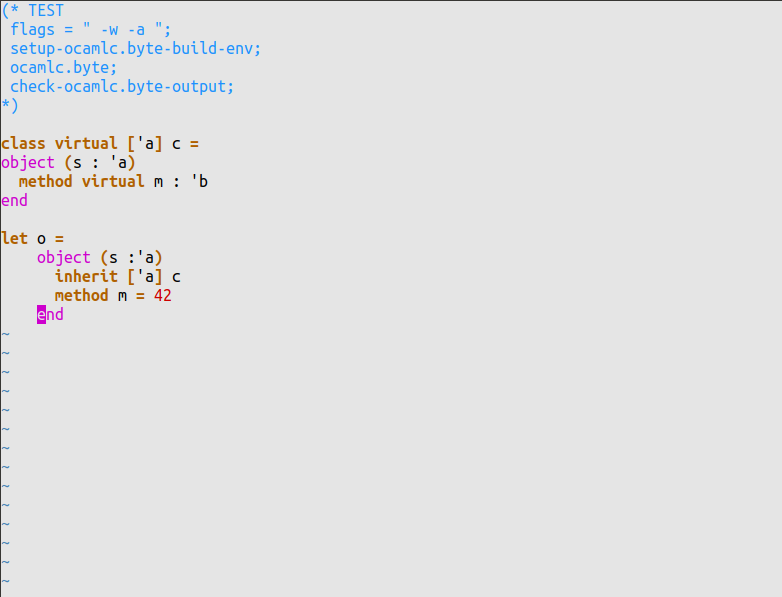 (* TEST
 flags = " -w -a ";
 setup-ocamlc.byte-build-env;
 ocamlc.byte;
 check-ocamlc.byte-output;
*)

class virtual ['a] c =
object (s : 'a)
  method virtual m : 'b
end

let o =
    object (s :'a)
      inherit ['a] c
      method m = 42
    end
~
~
~
~
~
~
~
~
~
~
~
~
~
~